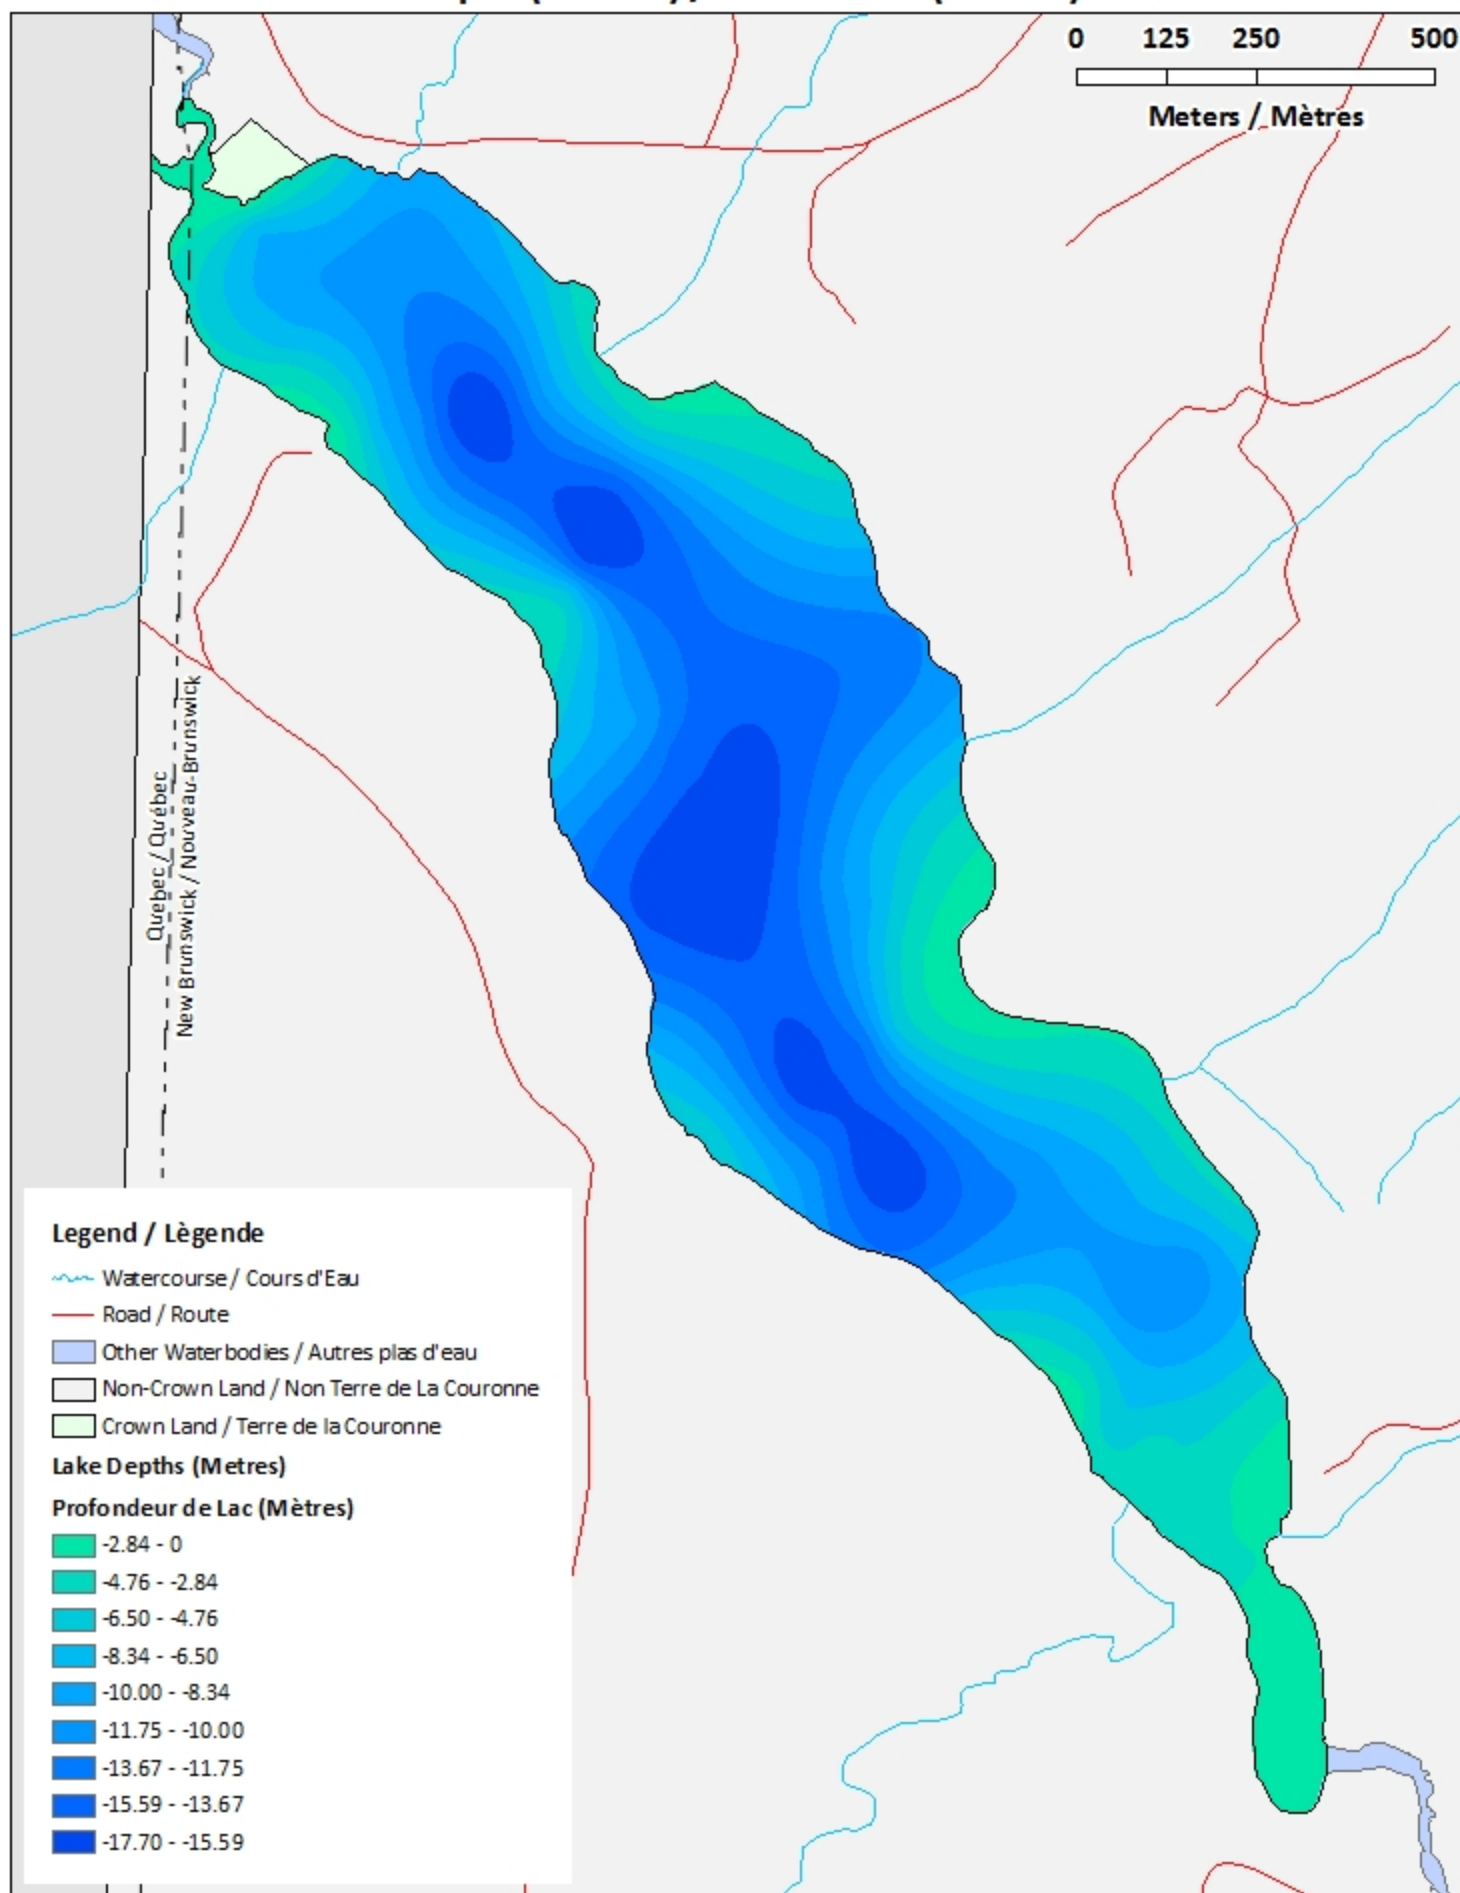 0 125 250 500
Meters / Mètres
Quebec / Québec
New Brunswick / Nouveau-Brunswick
Legend / Lègende
Watercourse / Cours d'Eau
Road / Route
Other Waterbodies / Autres plas d'eau
Non-Crown Land / Non Terre de La Couronne
Crown Land / Terre de la Couronne
Lake Depths (Metres)
Profondeur de Lac (Mètres)
-2.84 - 0
-4.76 - -2.84
-6.50 - -4.76
-8.34 - -6.50
-10.00 - -8.34
-11.75 - -10.00
-13.67 - -11.75
-15.59 - -13.67
-17.70 - -15.59